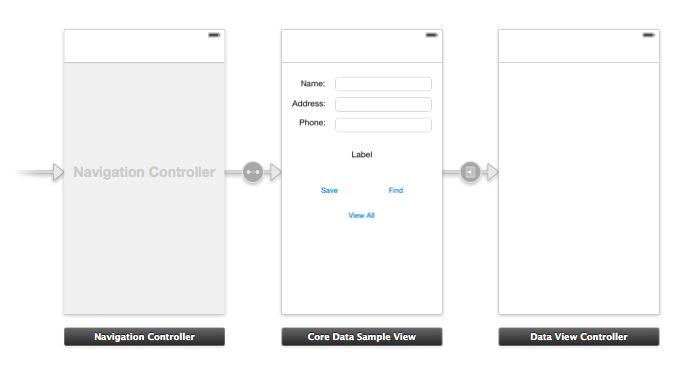 Navigation Controller
Name:
Address:
Phone:
Label
Save Find
View All
Navigation Controller Core Data Sample View Data View Controller